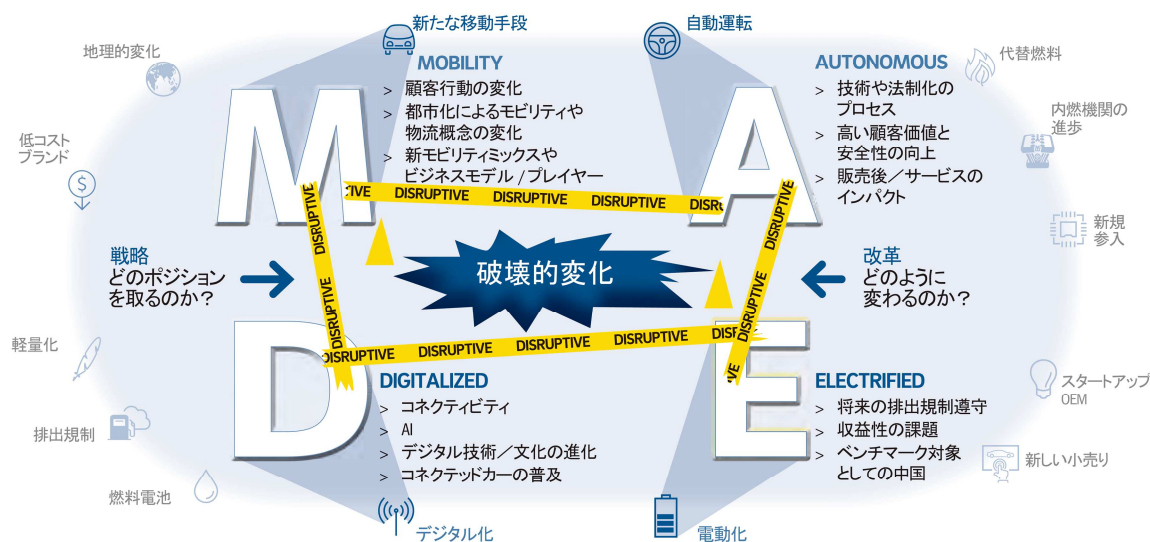 新たな移動手段
自動運転
地理的変化
代替燃料
M
MOBILITY
> 顧客行動の変化
> 都市化によるモビリティや
物流概念の変化
> 新モビリティミックスや
ビジネスモデル / プレイヤー
A
AUTONOMOUS
> 技術や法制化の
プロセス
> 高い顧客価値と
安全性の向上
> 販売後／サービスの
インパクト
低コスト
ブランド
$
内燃機関の
進歩
新規
参入
TIVE DISRUPTIVE DISRUPTIVE DISRUPTIVE DISRU
DISRUPTIVE DISRUPTIVE
DISRUPTIVE DISRUPTIVE IVE
戦略
どのポジション
を取るのか？
破壊的変化
改革
どのように
変わるのか？
DISRUPTIVE DISRUPTIVE DISRUPTIVE DISRUPTIVE DISR
D
DIGITALIZED
> コネクティビティ
> AI
> デジタル技術／文化の進化
> コネクテッドカーの普及
E
ELECTRIFIED
> 将来の排出規制遵守
> 収益性の課題
> ベンチマーク対象
としての中国
軽量化
排出規制
燃料電池
スタートアップ
OEM
新しい小売り
デジタル化
電動化